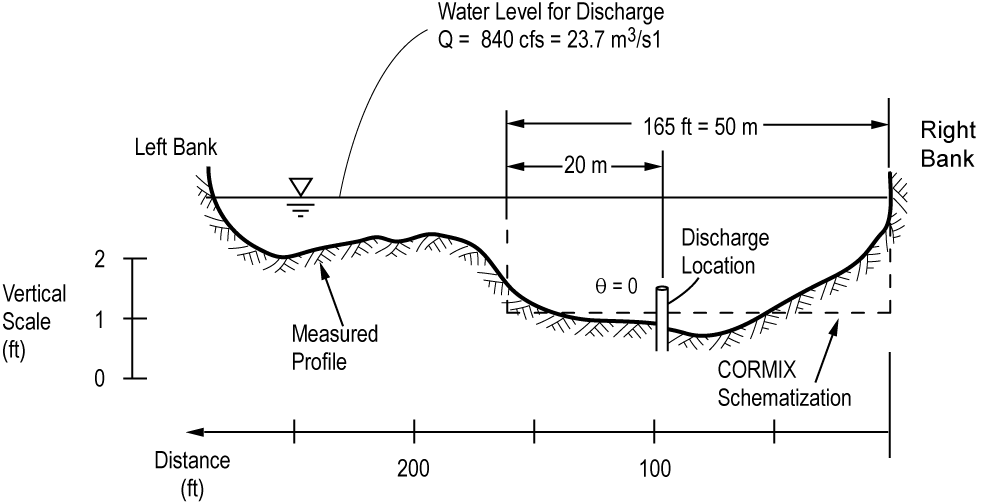 Water Level for Discharge
Q = 840 cfs = 23.7 m³/s1
165 ft = 50 m
Right
Bank
Left Bank
20 m
Discharge
Location
θ = 0
2
Vertical
Scale
(ft)
1
0
Measured
Profile
CORMIX
Schematization
Distance
(ft)
200
100